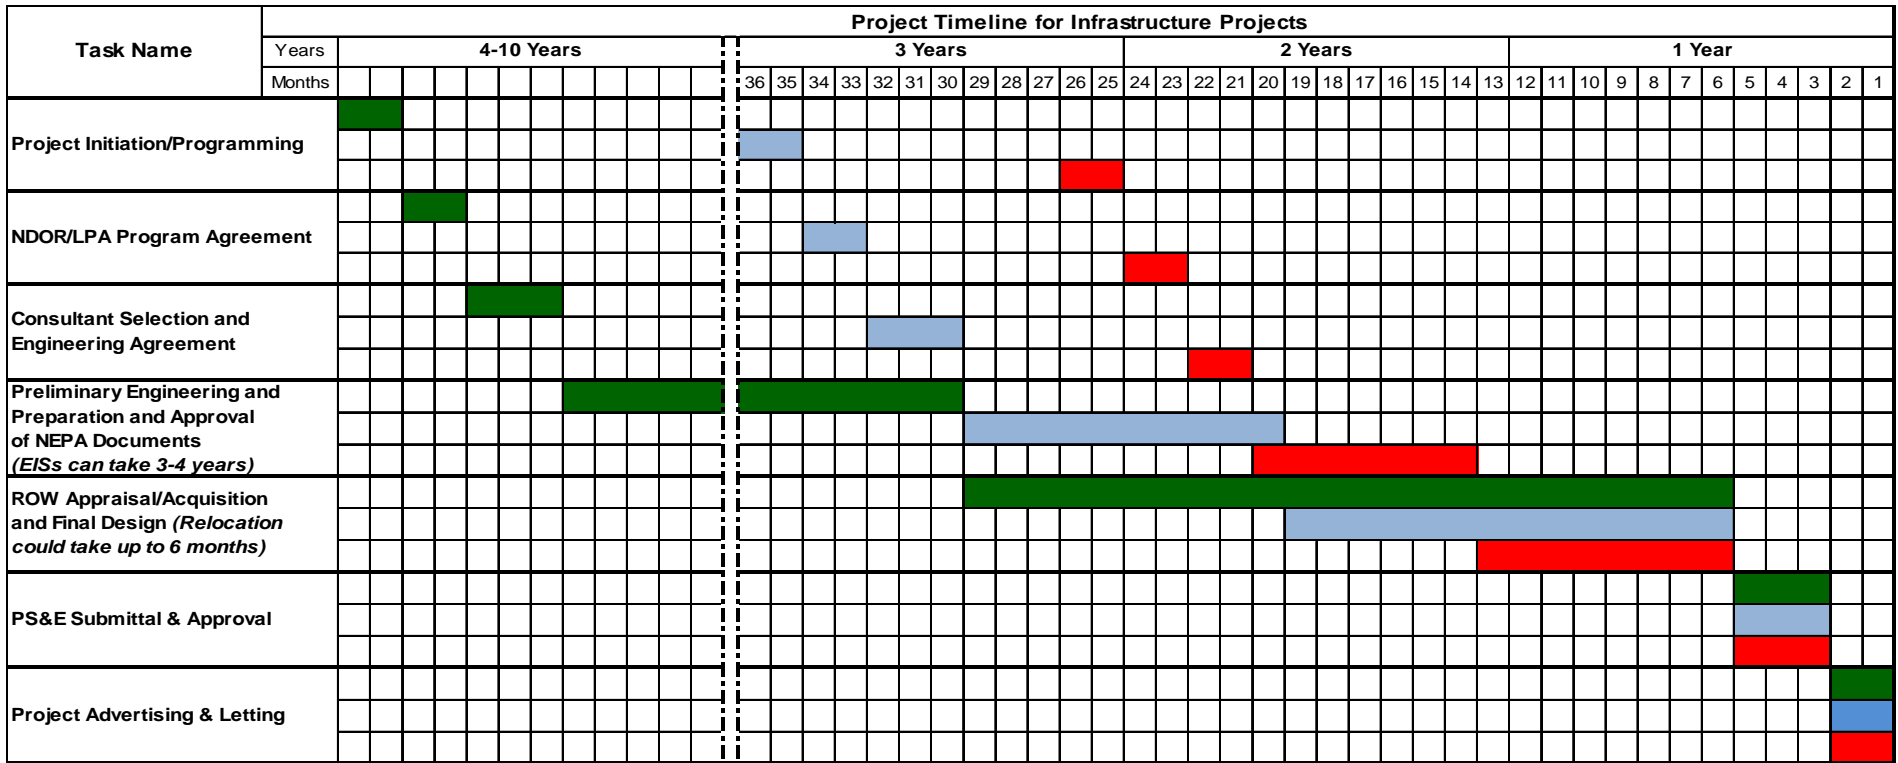 Project Timeline for Infrastructure Projects
Task Name
Years 4-10 Years 3 Years 2 Years 1 Year
Months 36 35 34 33 32 31 30 29 28 27 26 25 24 23 22 21 20 19 18 17 16 15 14 13 12 11 10 9 8 7 6 5 4 3 2 1
Project Initiation/Programming
NDOR/LPA Program Agreement
Consultant Selection and
Engineering Agreement
Preliminary Engineering and
Preparation and Approval
of NEPA Documents
(EISs can take 3-4 years)
ROW Appraisal/Acquisition
and Final Design (Relocation
could take up to 6 months)
PS&E Submittal & Approval
Project Advertising & Letting